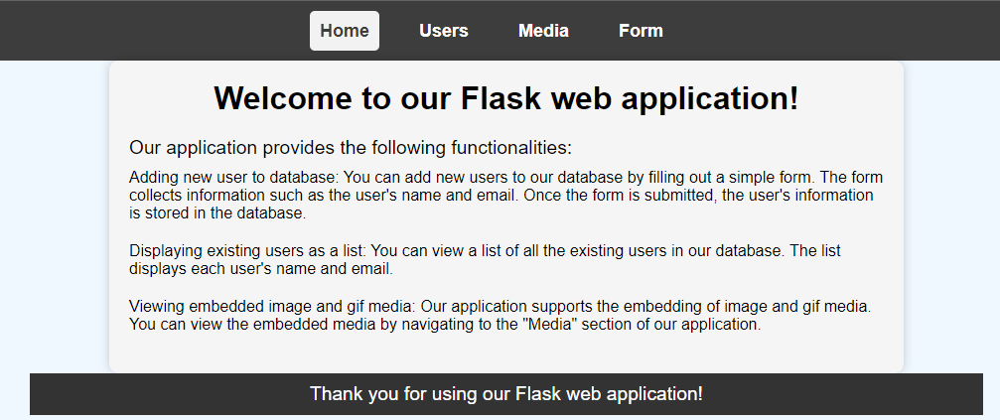 Home Users Media Form
Welcome to our Flask web application!
Our application provides the following functionalities:
Adding new user to database: You can add new users to our database by filling out a simple form. The form
collects information such as the user's name and email. Once the form is submitted, the user's information
is stored in the database.
Displaying existing users as a list: You can view a list of all the existing users in our database. The list
displays each user's name and email.
Viewing embedded image and gif media: Our application supports the embedding of image and gif media.
You can view the embedded media by navigating to the "Media" section of our application.
Thank you for using our Flask web application!